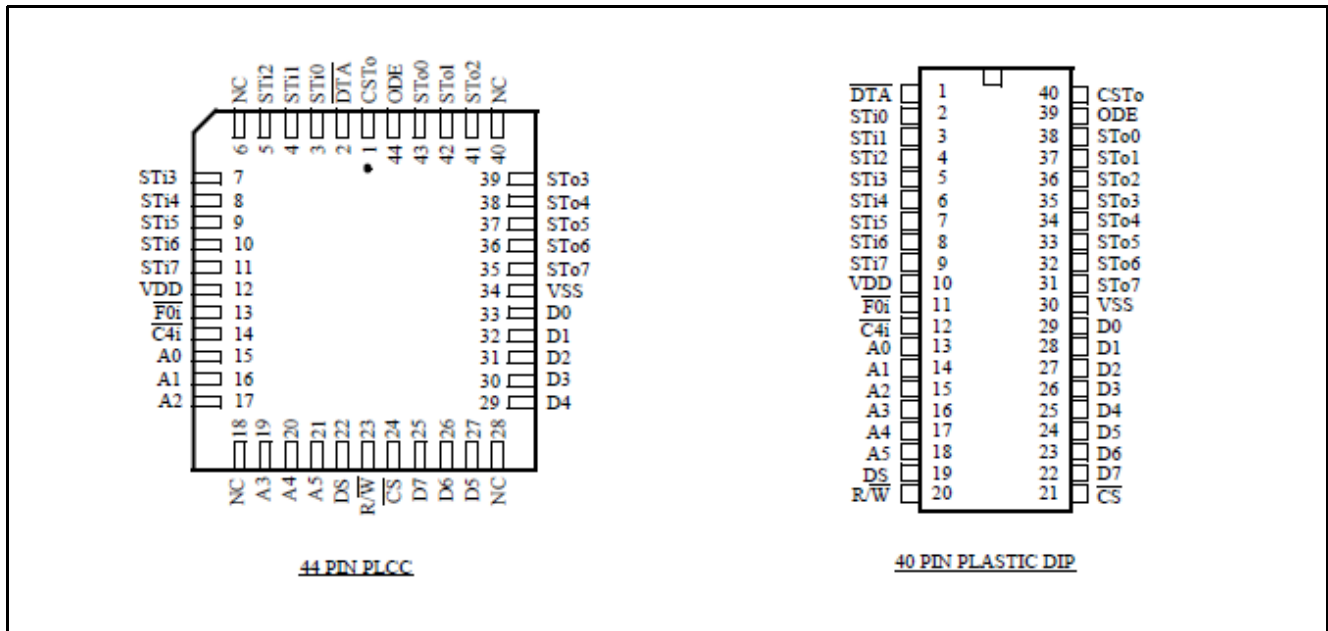 NC STi2 STi1 STi0 DTA CSTo ODE STo0 STo1 STo2 NC
6 5 4 3 2 1 44 43 42 41 40
STi3 7 39 STo3
STi4 8 38 STo4
STi5 9 37 STo5
STi6 10 36 STo6
STi7 11 35 STo7
VDD 12 34 VSS
F0i 13 33 D0
C4i 14 32 D1
A0 15 31 D2
A1 16 30 D3
A2 17 29 D4
18 19 20 21 22 23 24 25 26 27 28
NC A3 A4 A5 DS R/W CS D7 D6 D5 NC
44 PIN PLCC
DTA 1 40 CSTo
STi0 2 39 ODE
STi1 3 38 STo0
STi2 4 37 STo1
STi3 5 36 STo2
STi4 6 35 STo3
STi5 7 34 STo4
STi6 8 33 STo5
STi7 9 32 STo6
VDD 10 31 STo7
F0i 11 30 VSS
C4i 12 29 D0
A0 13 28 D1
A1 14 27 D2
A2 15 26 D3
A3 16 25 D4
A4 17 24 D5
A5 18 23 D6
DS 19 22 D7
R/W 20 21 CS
40 PIN PLASTIC DIP